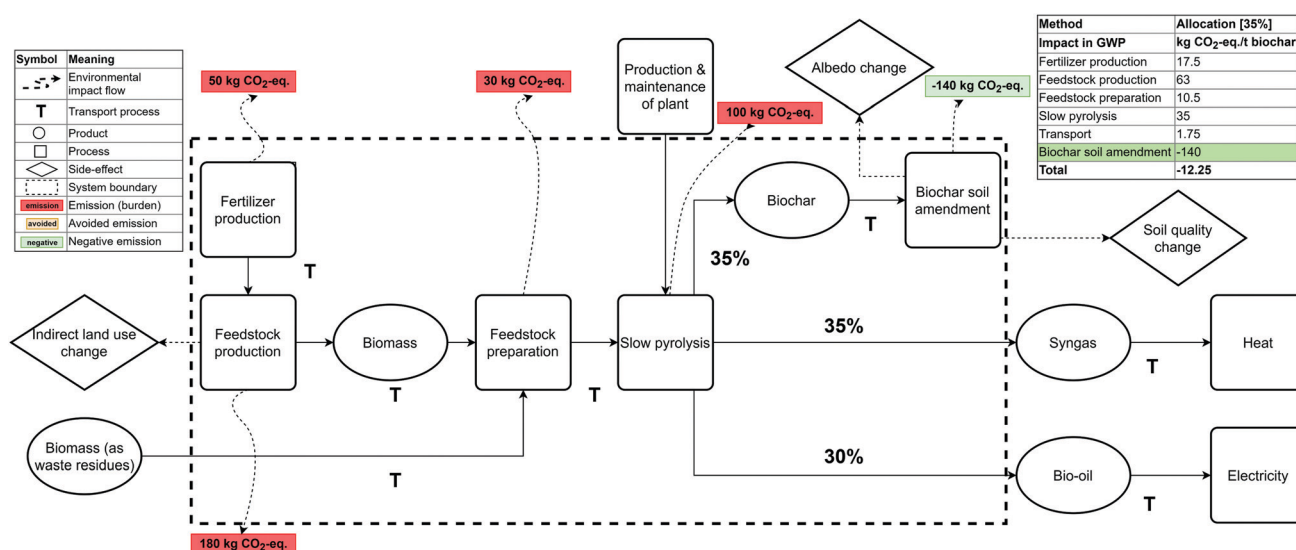 Symbol Meaning
Environmental
impact flow
T Transport process
Product
Process
Side-effect
System boundary
emission Emission (burden)
avoided Avoided emission
negative Negative emission
50 kg CO2-eq.
30 kg CO2-eq.
Production &
maintenance
of plant
Albedo change
100 kg CO2-eq.
-140 kg CO2-eq.
Method Allocation [35%]
Impact in GWP kg CO2-eq./t biochar
Fertilizer production 17.5
Feedstock production 63
Feedstock preparation 10.5
Slow pyrolysis 35
Transport 1.75
Biochar soil amendment -140
Total -12.25
Fertilizer
production
T
Biochar
T
Biochar soil
amendment
Soil quality
change
35%
Indirect land use
change
Feedstock
production
Biomass
T
Feedstock
preparation
T
Slow pyrolysis
35%
Syngas
T
Heat
Biomass (as
waste residues)
T
30%
Bio-oil
T
Electricity
180 kg CO2-eq.